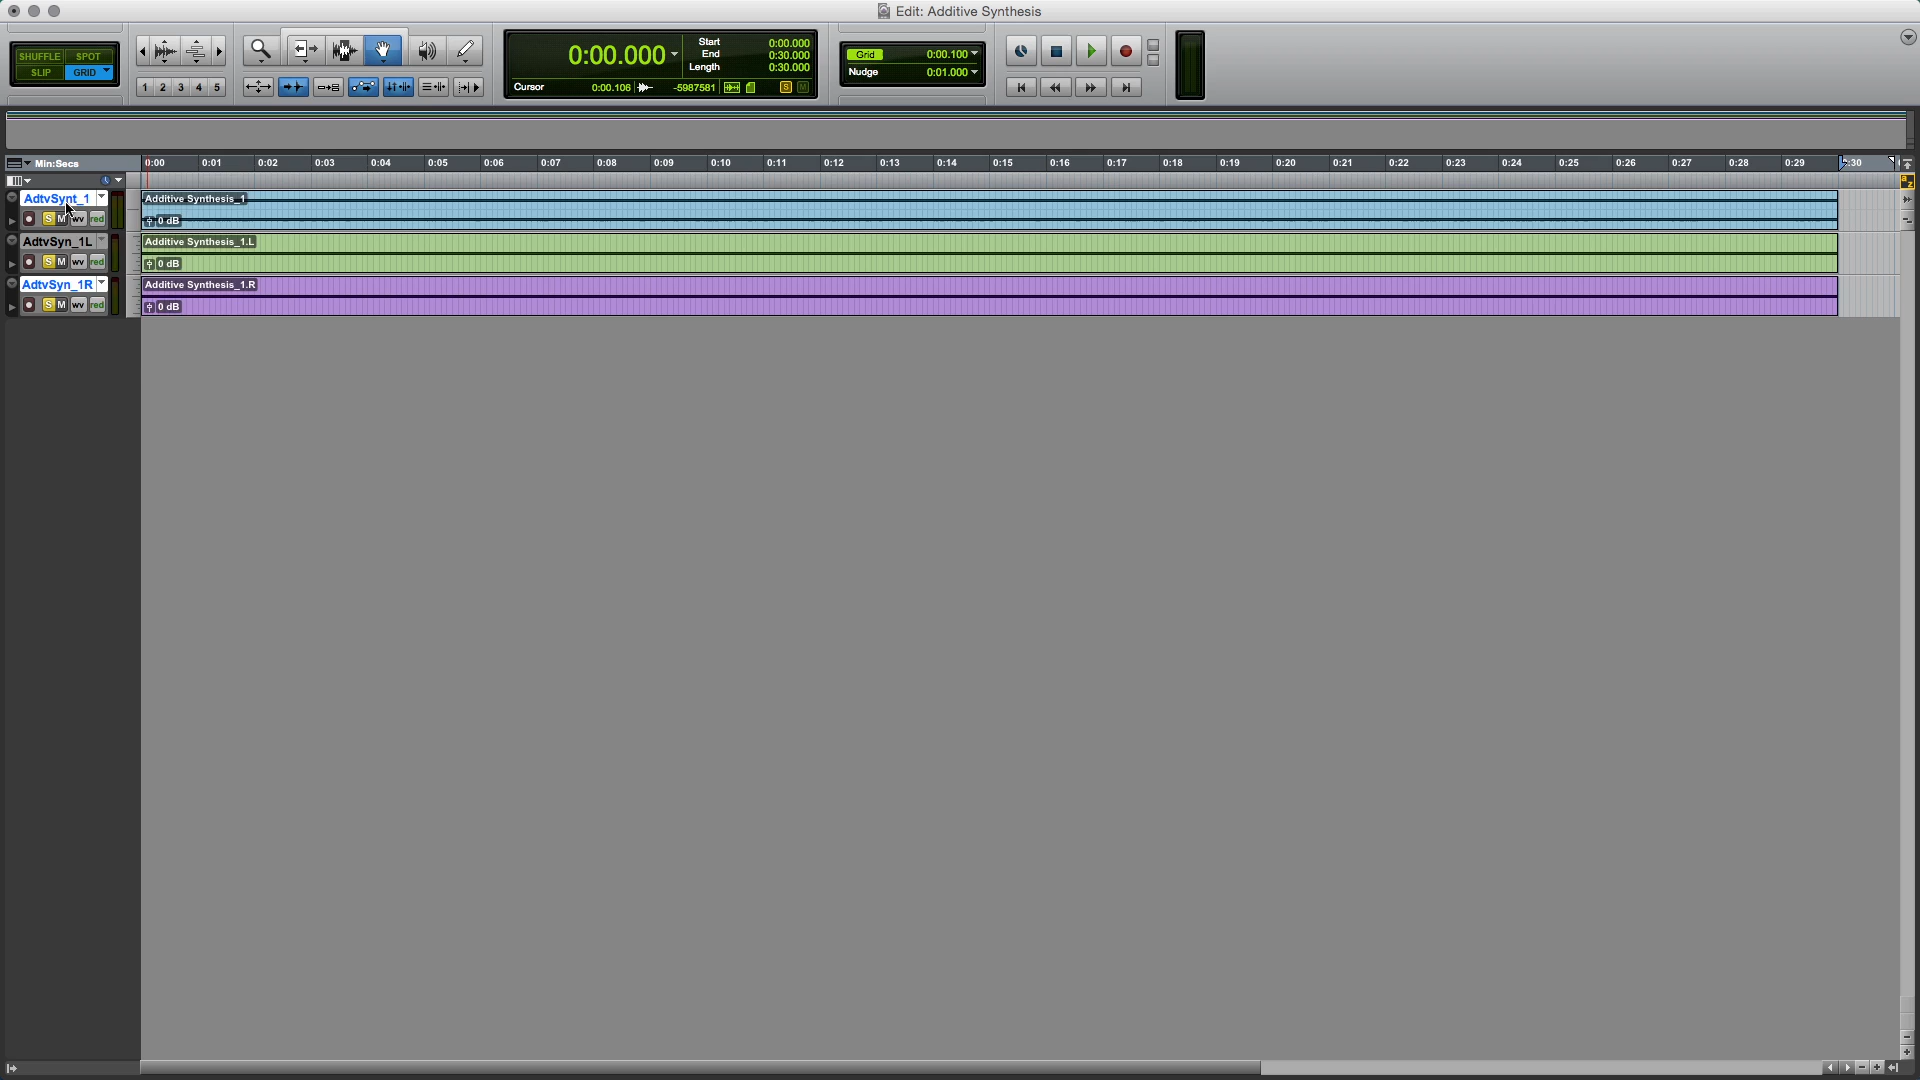 Edit: Additive Synthesis
SHUFFLE SPOT
SLIP GRID
1 2 3 4 5
0:00.000
Start 0:00.000
End 0:30.000
Length 0:30.000
Cursor 0:00.106 -5987581 S M
Grid 0:00.100
Nudge 0:01.000
Min:Secs 0:00 0:01 0:02 0:03 0:04 0:05 0:06 0:07 0:08 0:09 0:10 0:11 0:12 0:13 0:14 0:15 0:16 0:17 0:18 0:19 0:20 0:21 0:22 0:23 0:24 0:25 0:26 0:27 0:28 0:29 :30
a z
AdtvSynt_1 Additive Synthesis_1
S M wv red 0 dB
AdtvSyn_1L Additive Synthesis_1.L
S M wv red 0 dB
AdtvSyn_1R Additive Synthesis_1.R
S M wv red 0 dB